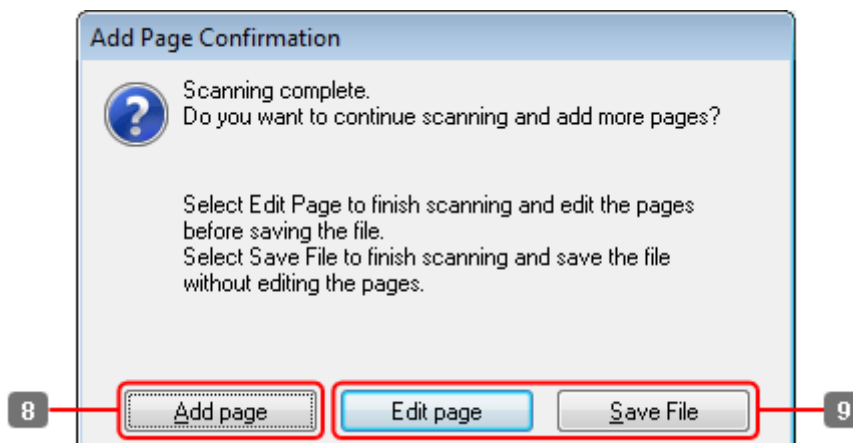 Add Page Confirmation
Scanning complete.
Do you want to continue scanning and add more pages?
Select Edit Page to finish scanning and edit the pages
before saving the file.
Select Save File to finish scanning and save the file
without editing the pages.
8 Add page Edit page Save File 9